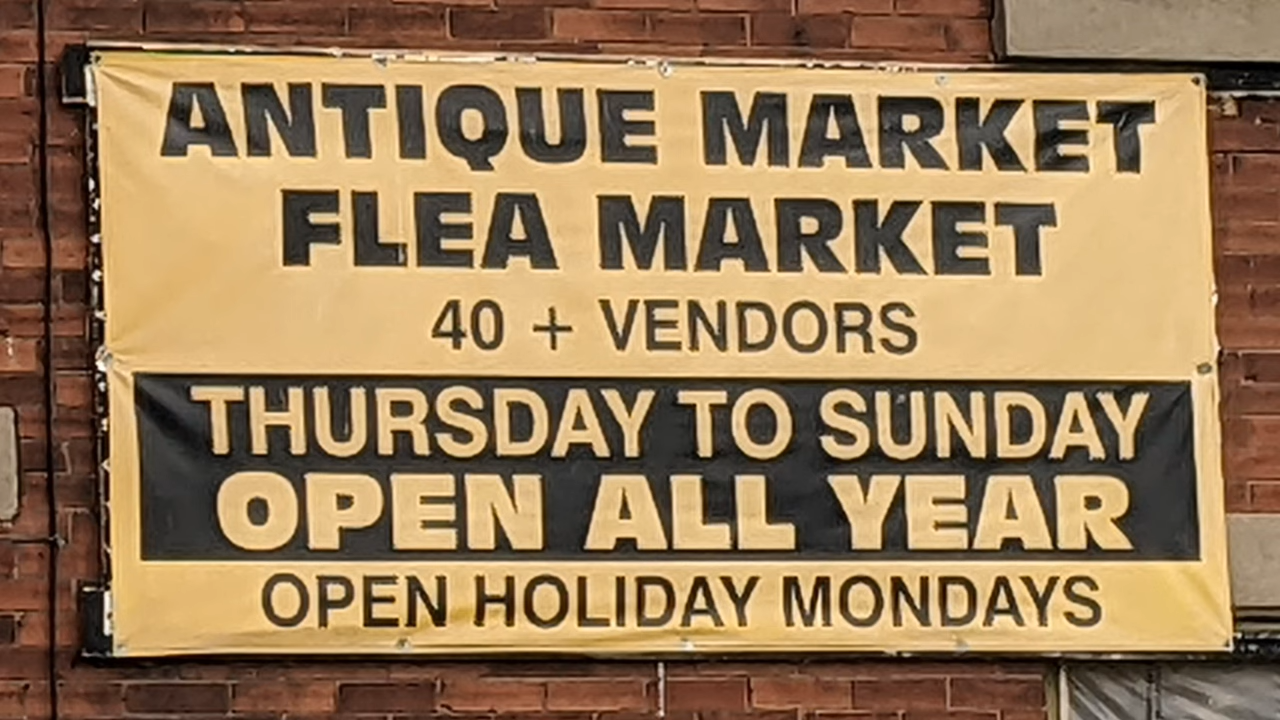 ANTIQUE MARKET
FLEA MARKET
40 + VENDORS
THURSDAY TO SUNDAY
OPEN ALL YEAR
OPEN HOLIDAY MONDAYS